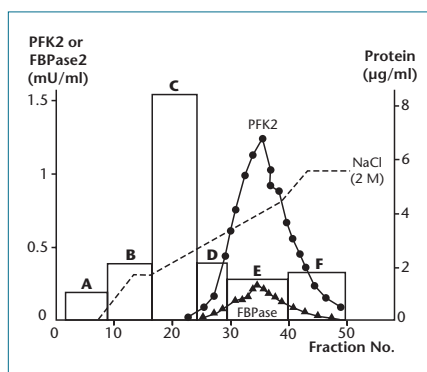 PFK2 or
FBPase2
(mU/ml)
Protein
(µg/ml)
C
1.5
8
PFK2
NaCl
(2 M)
6
1
4
B
D
0.5
E
F
2
A
FBPase
0
0
0 10 20 30 40 50
Fraction No.